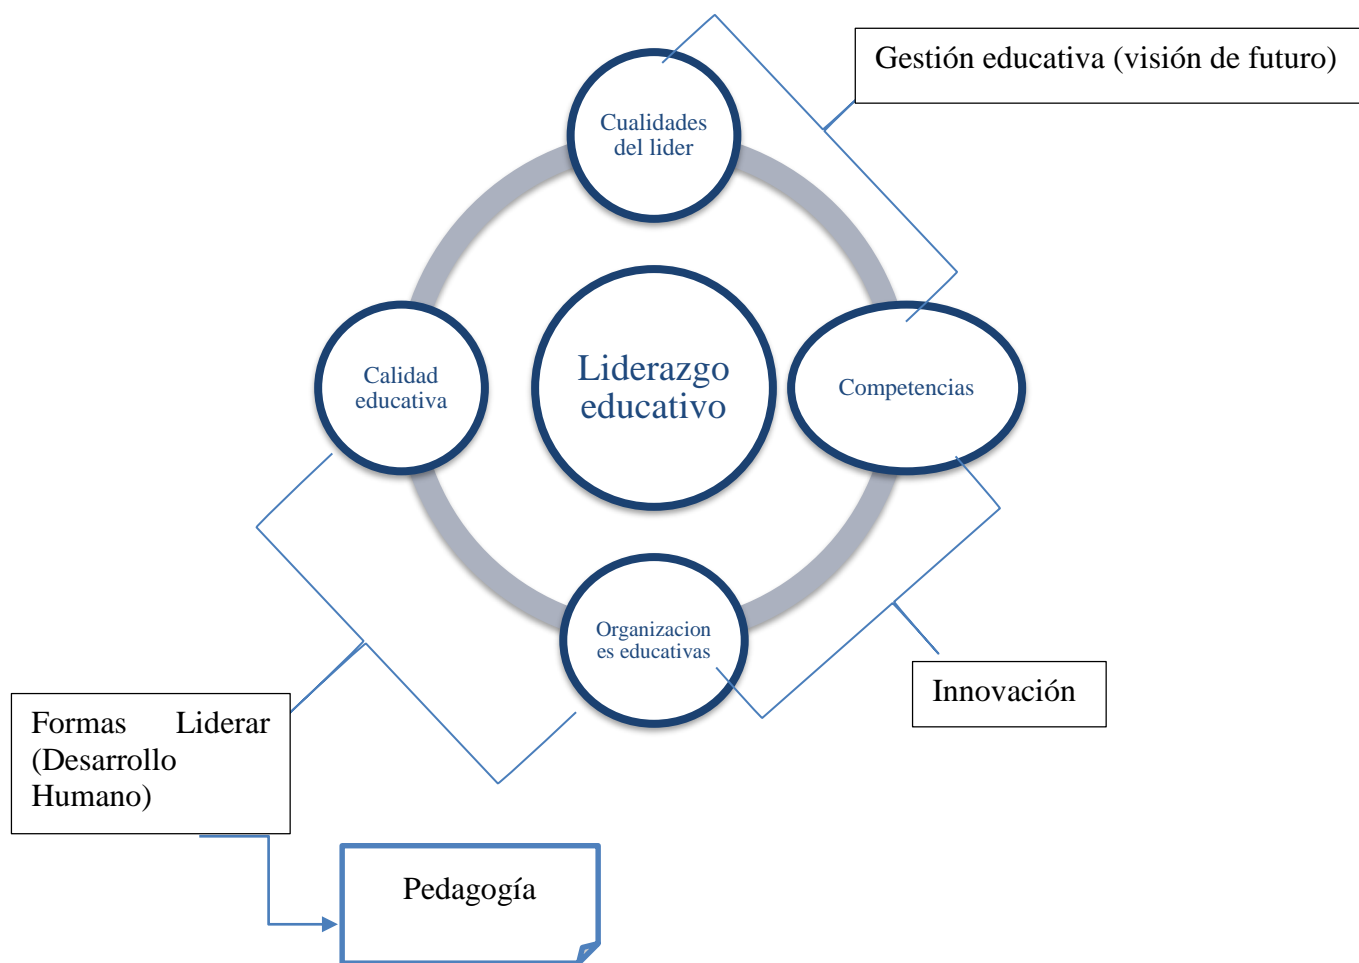 Gestión educativa (visión de futuro)
Cualidades
del lider
Calidad
educativa
Liderazgo
educativo
Competencias
Organizacion
es educativas
Innovación
Formas Liderar
(Desarrollo
Humano)
Pedagogía